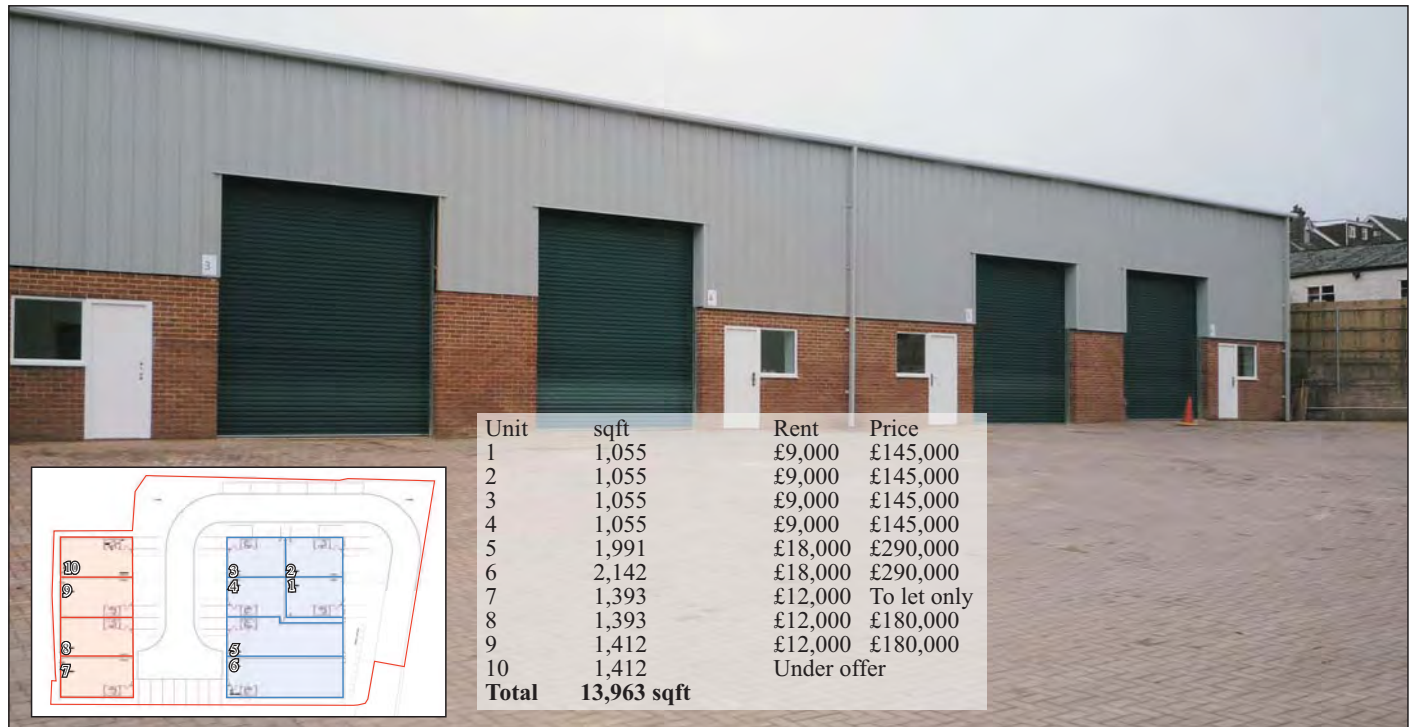 3
4
5
Unit sqft Rent Price
1 1,055 £9,000 £145,000
2 1,055 £9,000 £145,000
3 1,055 £9,000 £145,000
4 1,055 £9,000 £145,000
5 1,991 £18,000 £290,000
6 2,142 £18,000 £290,000
7 1,393 £12,000 To let only
8 1,393 £12,000 £180,000
9 1,412 £12,000 £180,000
10 1,412 Under offer
Total 13,963 sqft
10
9
8
7
3 2
4 1
5
6